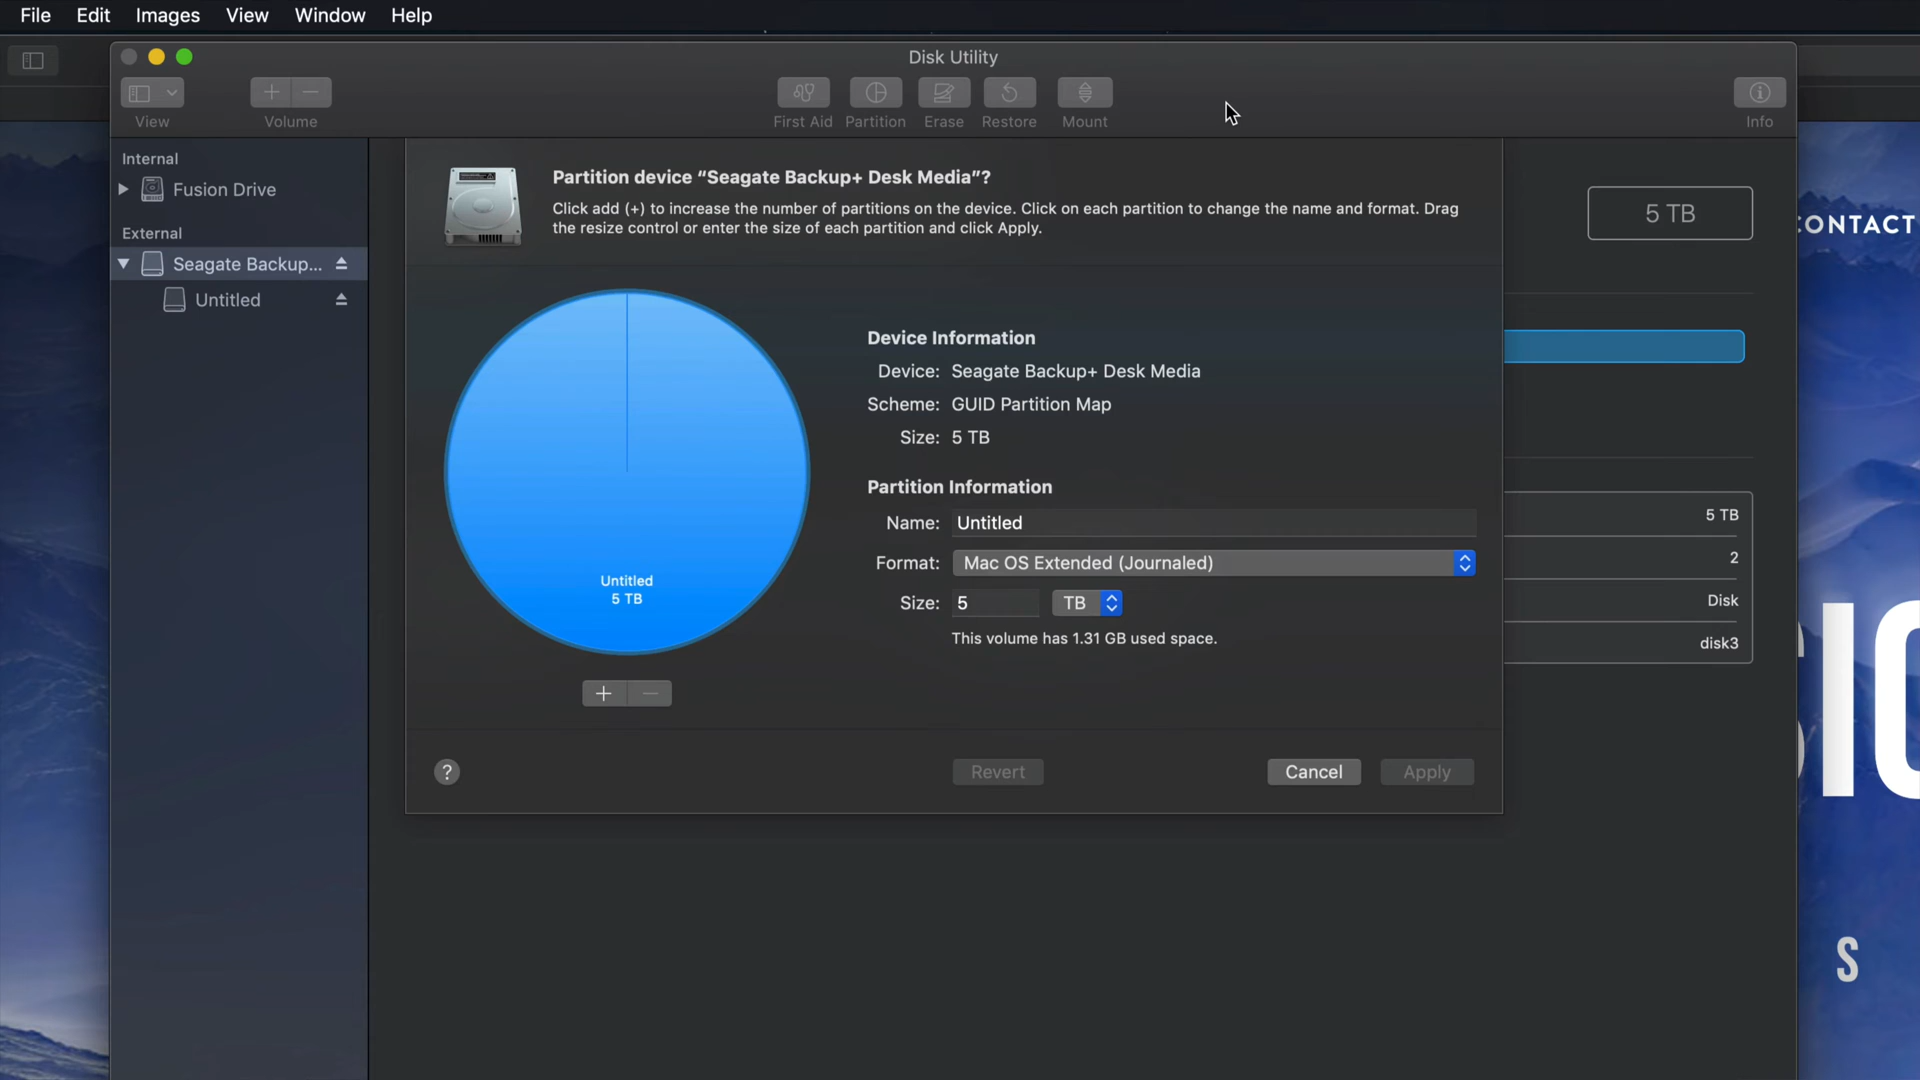 File Edit Images View Window Help
Disk Utility
View Volume First Aid Partition Erase Restore Mount Info
Internal
Fusion Drive
External
Seagate Backup...
Untitled
Partition device “Seagate Backup+ Desk Media”?
Click add (+) to increase the number of partitions on the device. Click on each partition to change the name and format. Drag
the resize control or enter the size of each partition and click Apply.
5 TB
CONTACT
Untitled
5 TB
Device Information
Device: Seagate Backup+ Desk Media
Scheme: GUID Partition Map
Size: 5 TB
Partition Information
Name: Untitled
Format: Mac OS Extended (Journaled)
Size: 5 TB
This volume has 1.31 GB used space.
5 TB
2
Disk
disk3
? Revert Cancel Apply
S